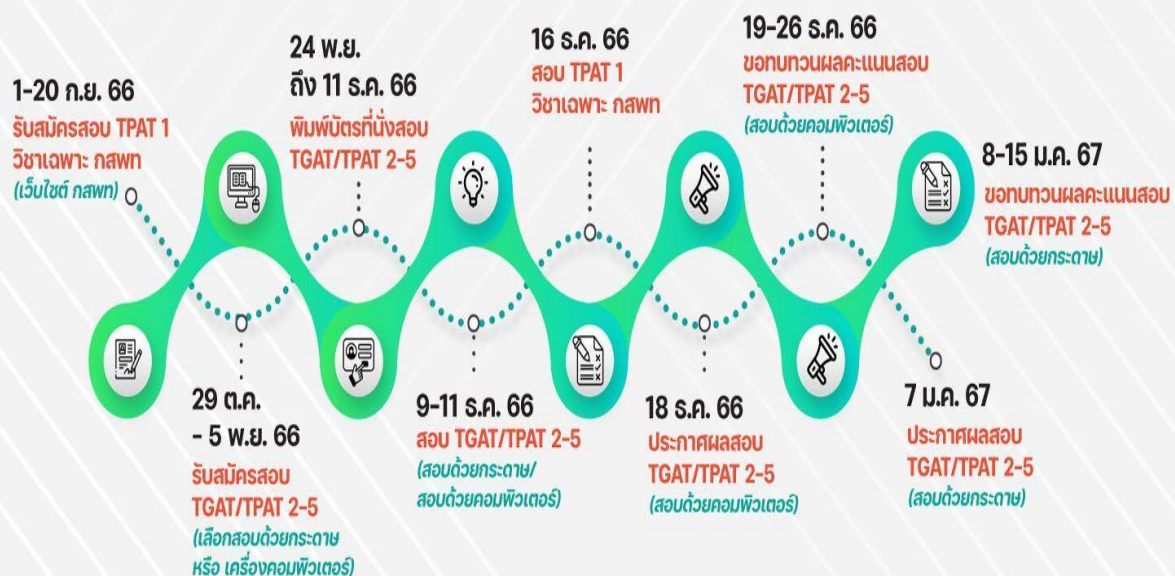 1-20 ก.ย. 66
รับสมัครสอบ TPAT 1
วิชาเฉพาะ กสพท
(เว็บไซต์ กสพท)
29 ต.ค.
- 5 พ.ย. 66
รับสมัครสอบ
TGAT/TPAT 2-5
(เลือกสอบด้วยกระดาษ
หรือ เครื่องคอมพิวเตอร์)
24 พ.ย.
ถึง 11 ธ.ค. 66
พิมพ์บัตรที่นั่งสอบ
TGAT/TPAT 2-5
9-11 ธ.ค. 66
สอบ TGAT/TPAT 2-5
(สอบด้วยกระดาษ/
สอบด้วยคอมพิวเตอร์)
16 ธ.ค. 66
สอบ TPAT 1
วิชาเฉพาะ กสพท
18 ธ.ค. 66
ประกาศผลสอบ
TGAT/TPAT 2-5
(สอบด้วยคอมพิวเตอร์)
19-26 ธ.ค. 66
ขอทบทวนผลคะแนนสอบ
TGAT/TPAT 2-5
(สอบด้วยคอมพิวเตอร์)
7 ม.ค. 67
ประกาศผลสอบ
TGAT/TPAT 2-5
(สอบด้วยกระดาษ)
8-15 ม.ค. 67
ขอทบทวนผลคะแนนสอบ
TGAT/TPAT 2-5
(สอบด้วยกระดาษ)